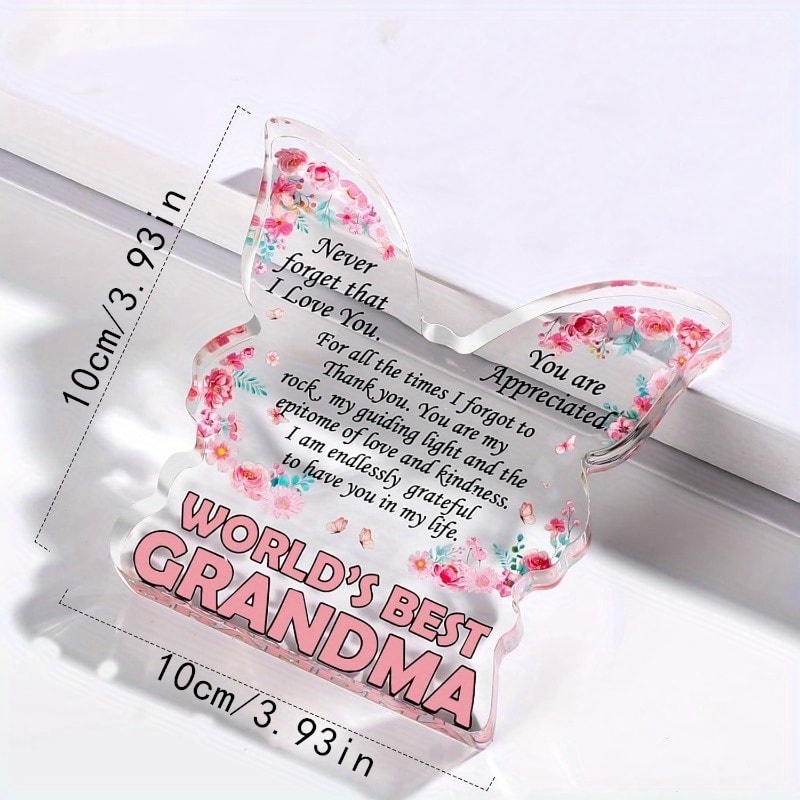 Never
forget that
I Love You.
You are
Appreciated
For all the times I forgot to
Thank you. You are my
rock, my guiding light and the
epitome of love and kindness.
I am endlessly grateful
to have you in my life.
WORLD'S BEST
GRANDMA
10cm/3.93in
10cm/3.93in